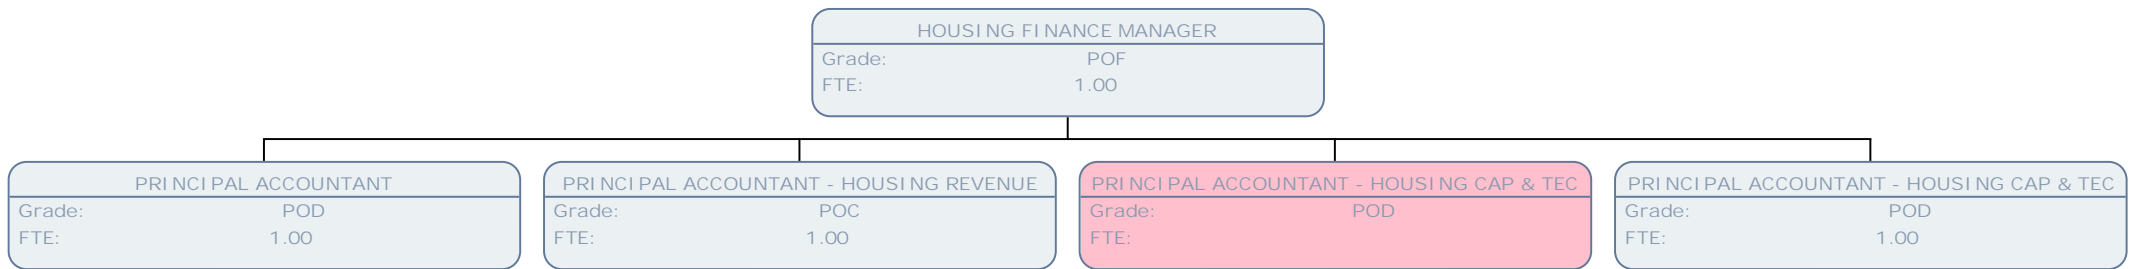 HOUSING FINANCE MANAGER
Grade: POF
FTE: 1.00
PRINCIPAL ACCOUNTANT
Grade: POD
FTE: 1.00
PRINCIPAL ACCOUNTANT - HOUSING REVENUE
Grade: POC
FTE: 1.00
PRINCIPAL ACCOUNTANT - HOUSING CAP & TEC
Grade: POD
FTE:
PRINCIPAL ACCOUNTANT - HOUSING CAP & TEC
Grade: POD
FTE: 1.00